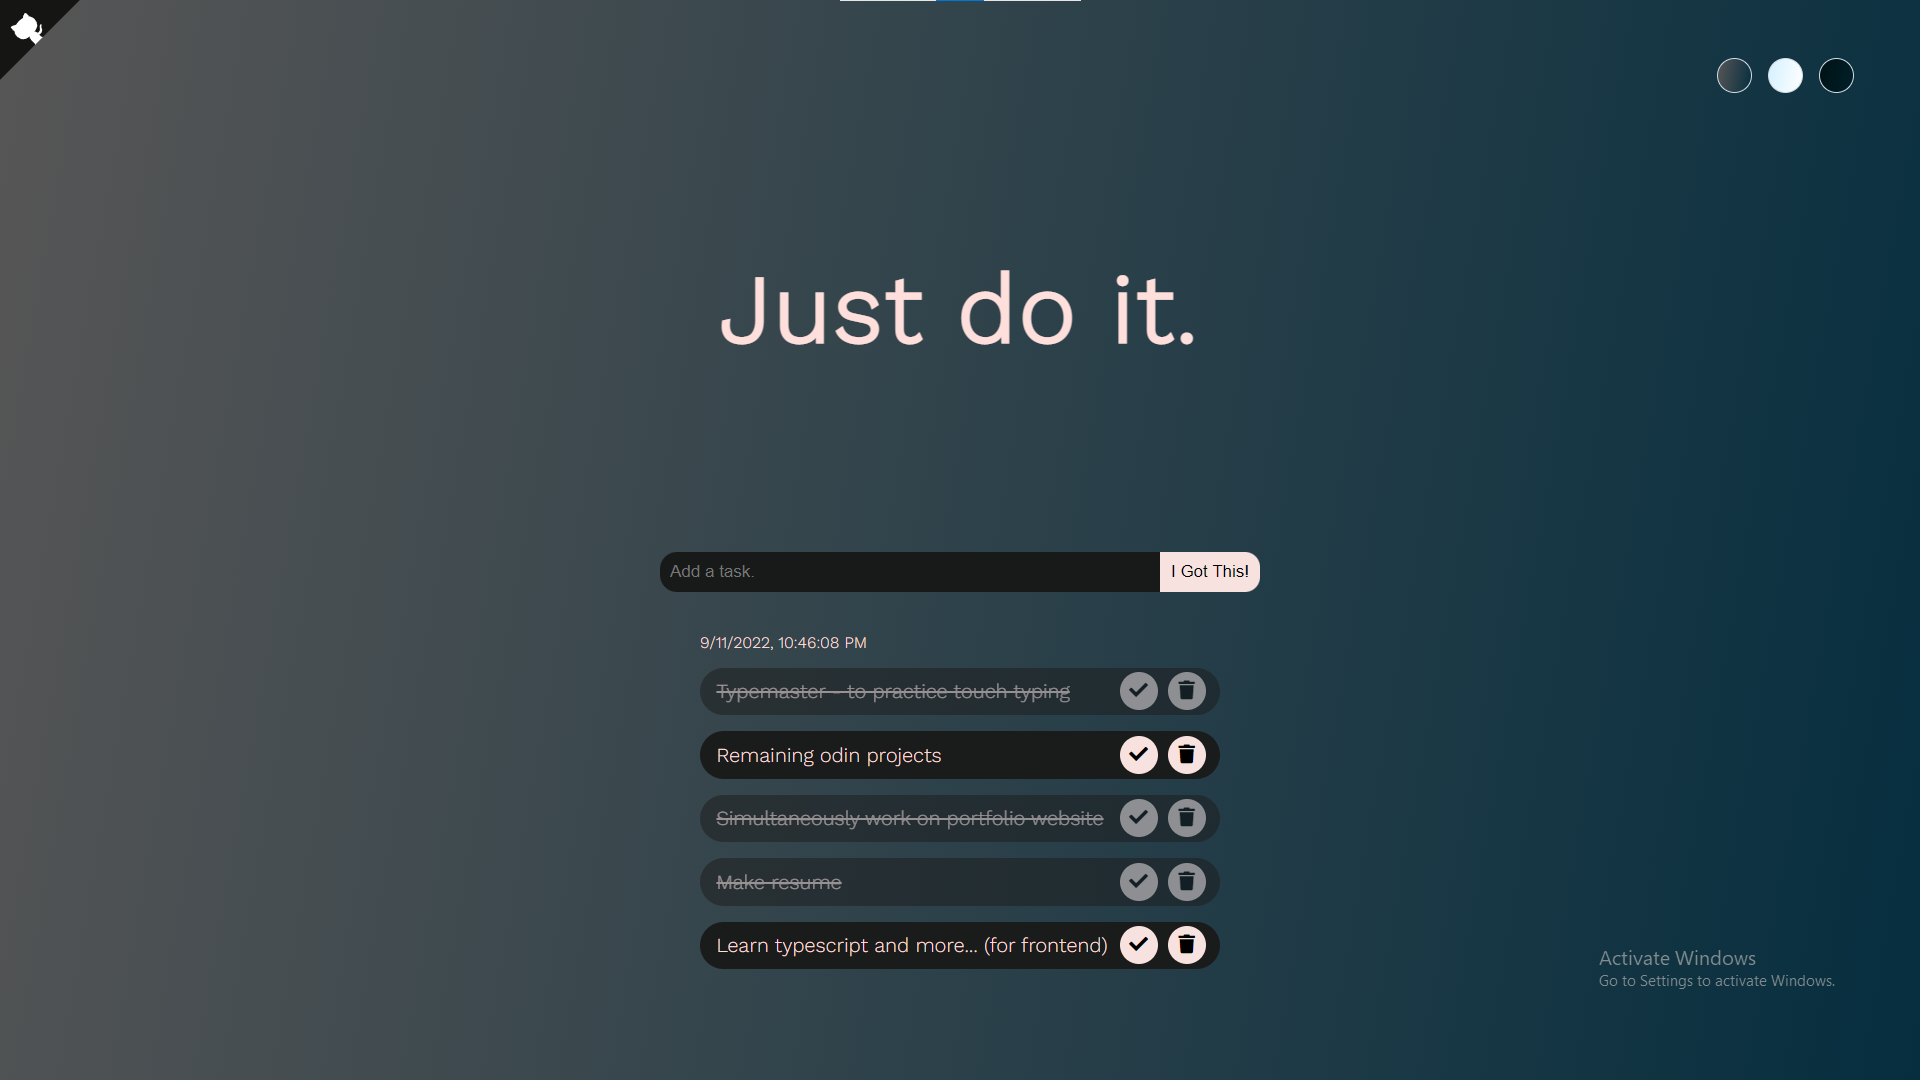 Just do it.
Add a task.
I Got This!
9/11/2022, 10:46:08 PM
Typemaster - to practice touch typing
Remaining odin projects
Simultaneously work on portfolio website
Make resume
Learn typescript and more... (for frontend)
Activate Windows
Go to Settings to activate Windows.